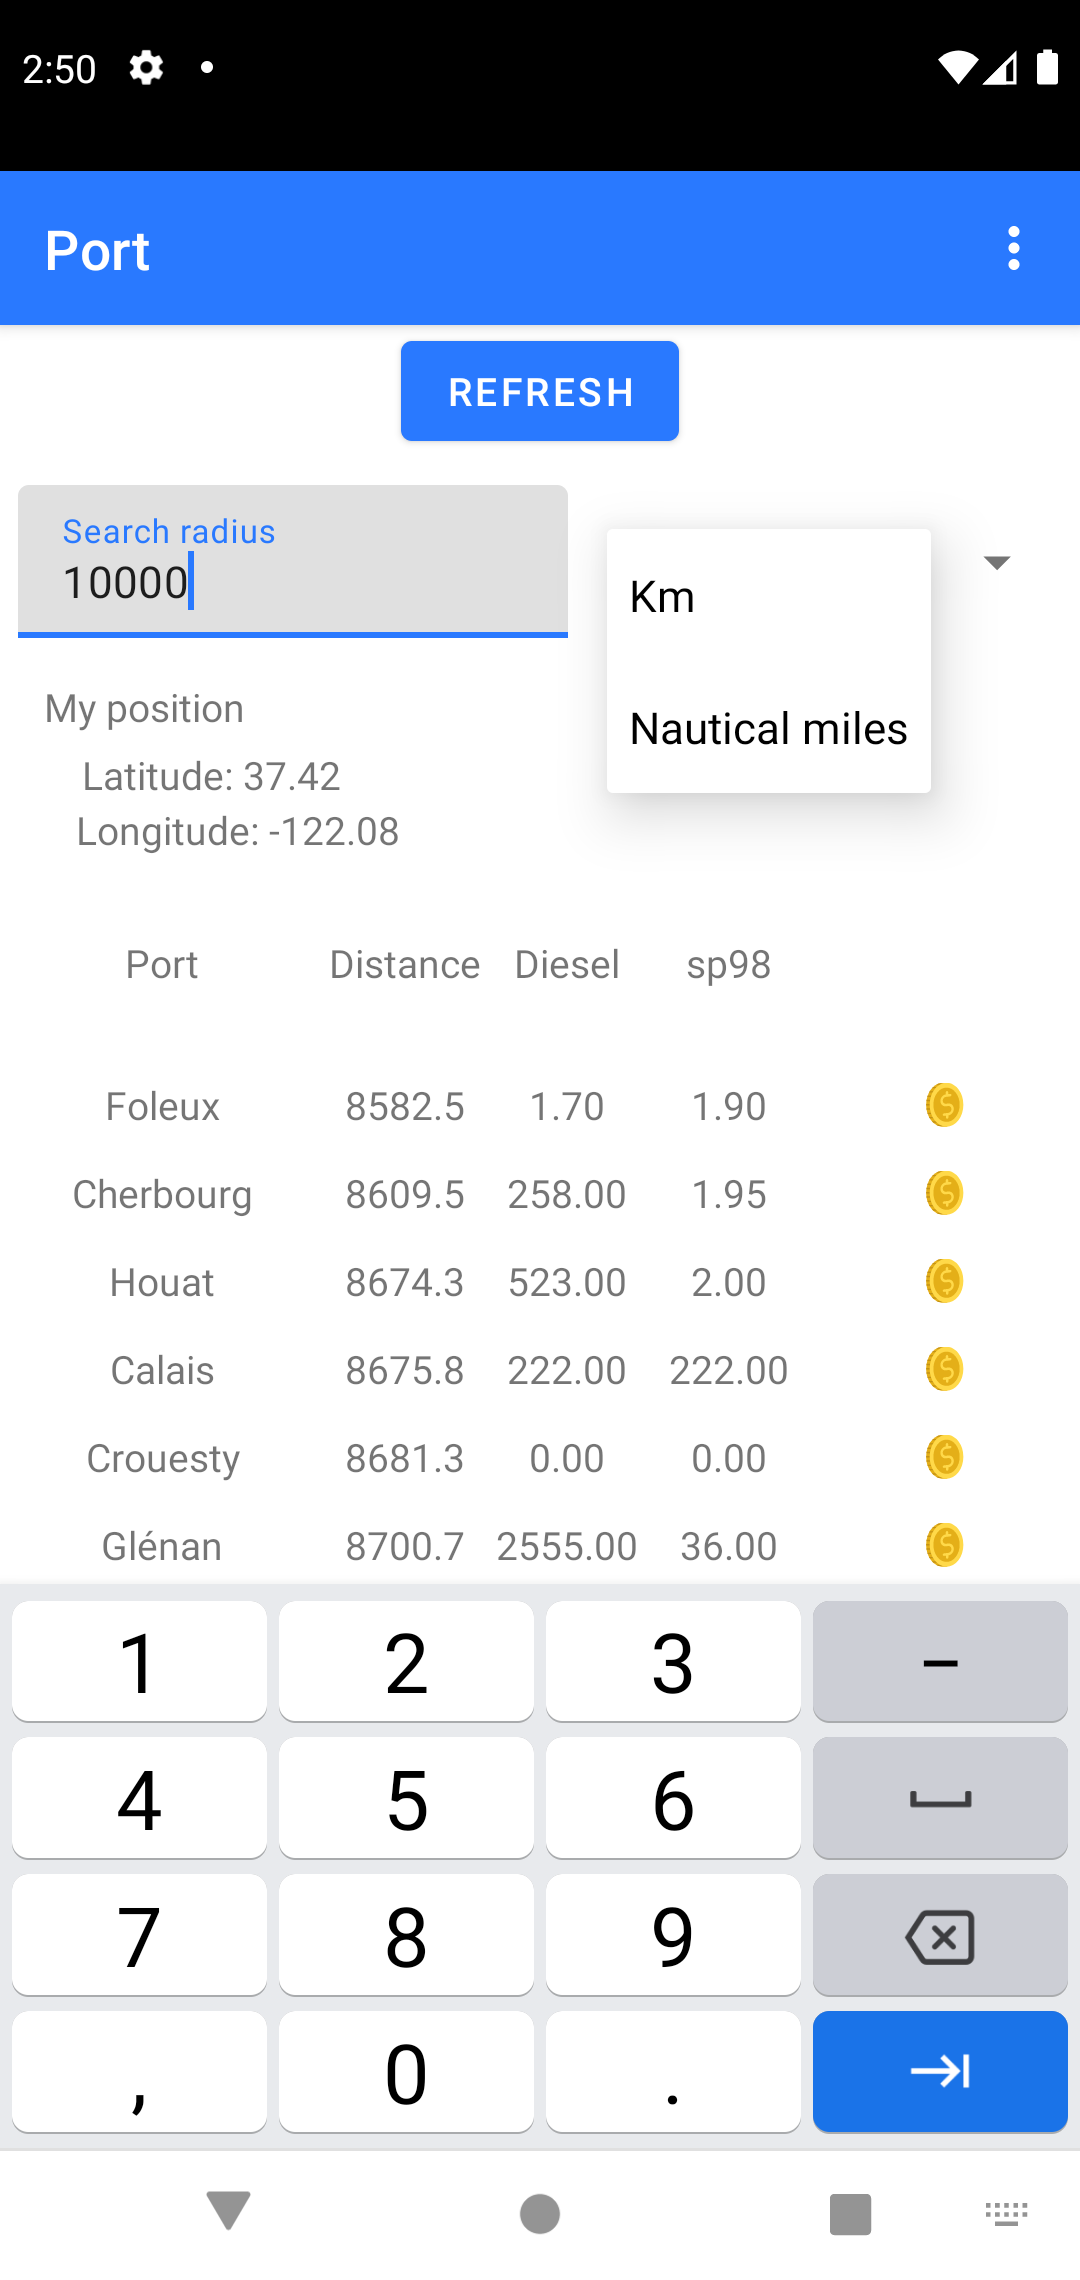 2:50
Port
REFRESH
Search radius
10000
Km
Nautical miles
My position
Latitude: 37.42
Longitude: -122.08
Port Distance Diesel sp98
Foleux 8582.5 1.70 1.90
Cherbourg 8609.5 258.00 1.95
Houat 8674.3 523.00 2.00
Calais 8675.8 222.00 222.00
Crouesty 8681.3 0.00 0.00
Glénan 8700.7 2555.00 36.00
1 2 3 –
4 5 6
7 8 9
, 0 .